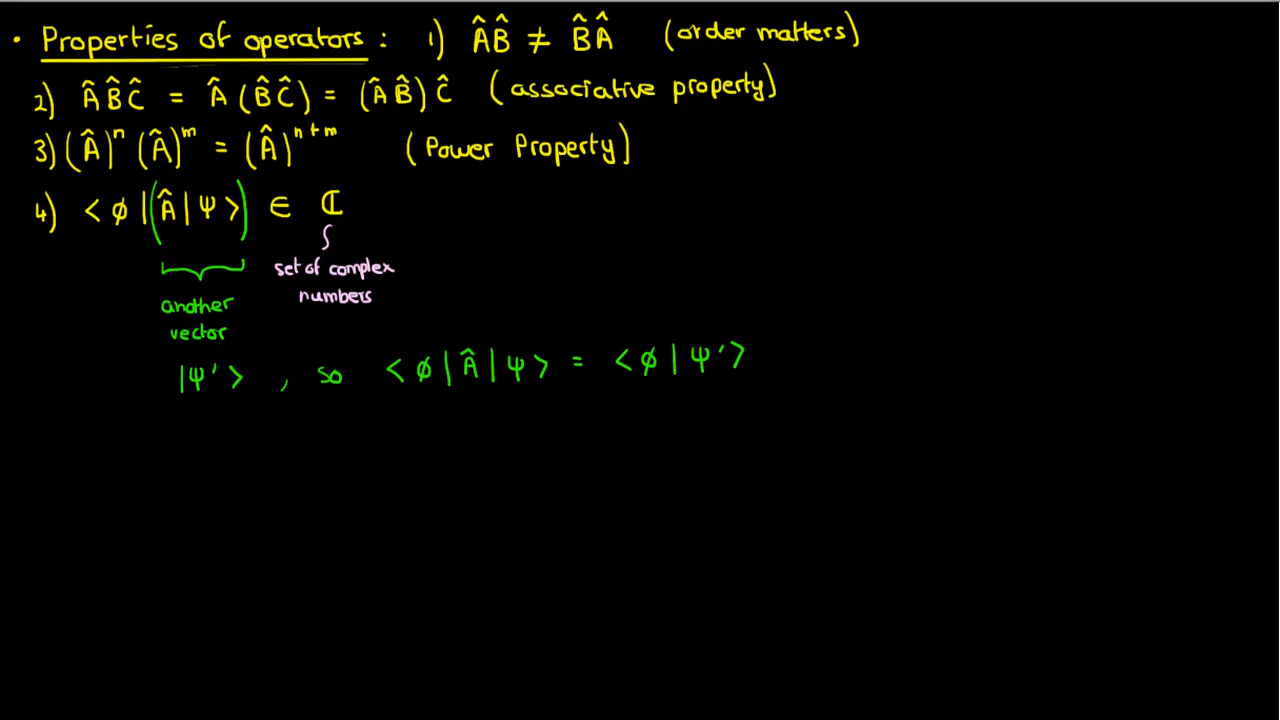 • Properties of operators : 1) ÂB̂ ≠ B̂Â (order matters)
2) ÂB̂Ĉ = Â(B̂Ĉ) = (ÂB̂)Ĉ (associative property)
3) (Â)ⁿ(Â)ᵐ = (Â)ⁿ⁺ᵐ (Power Property)
4) <φ|(Â|ψ>) ∈ ℂ
set of complex
numbers
another
vector
|ψ'> , so <φ|Â|ψ> = <φ|ψ'>